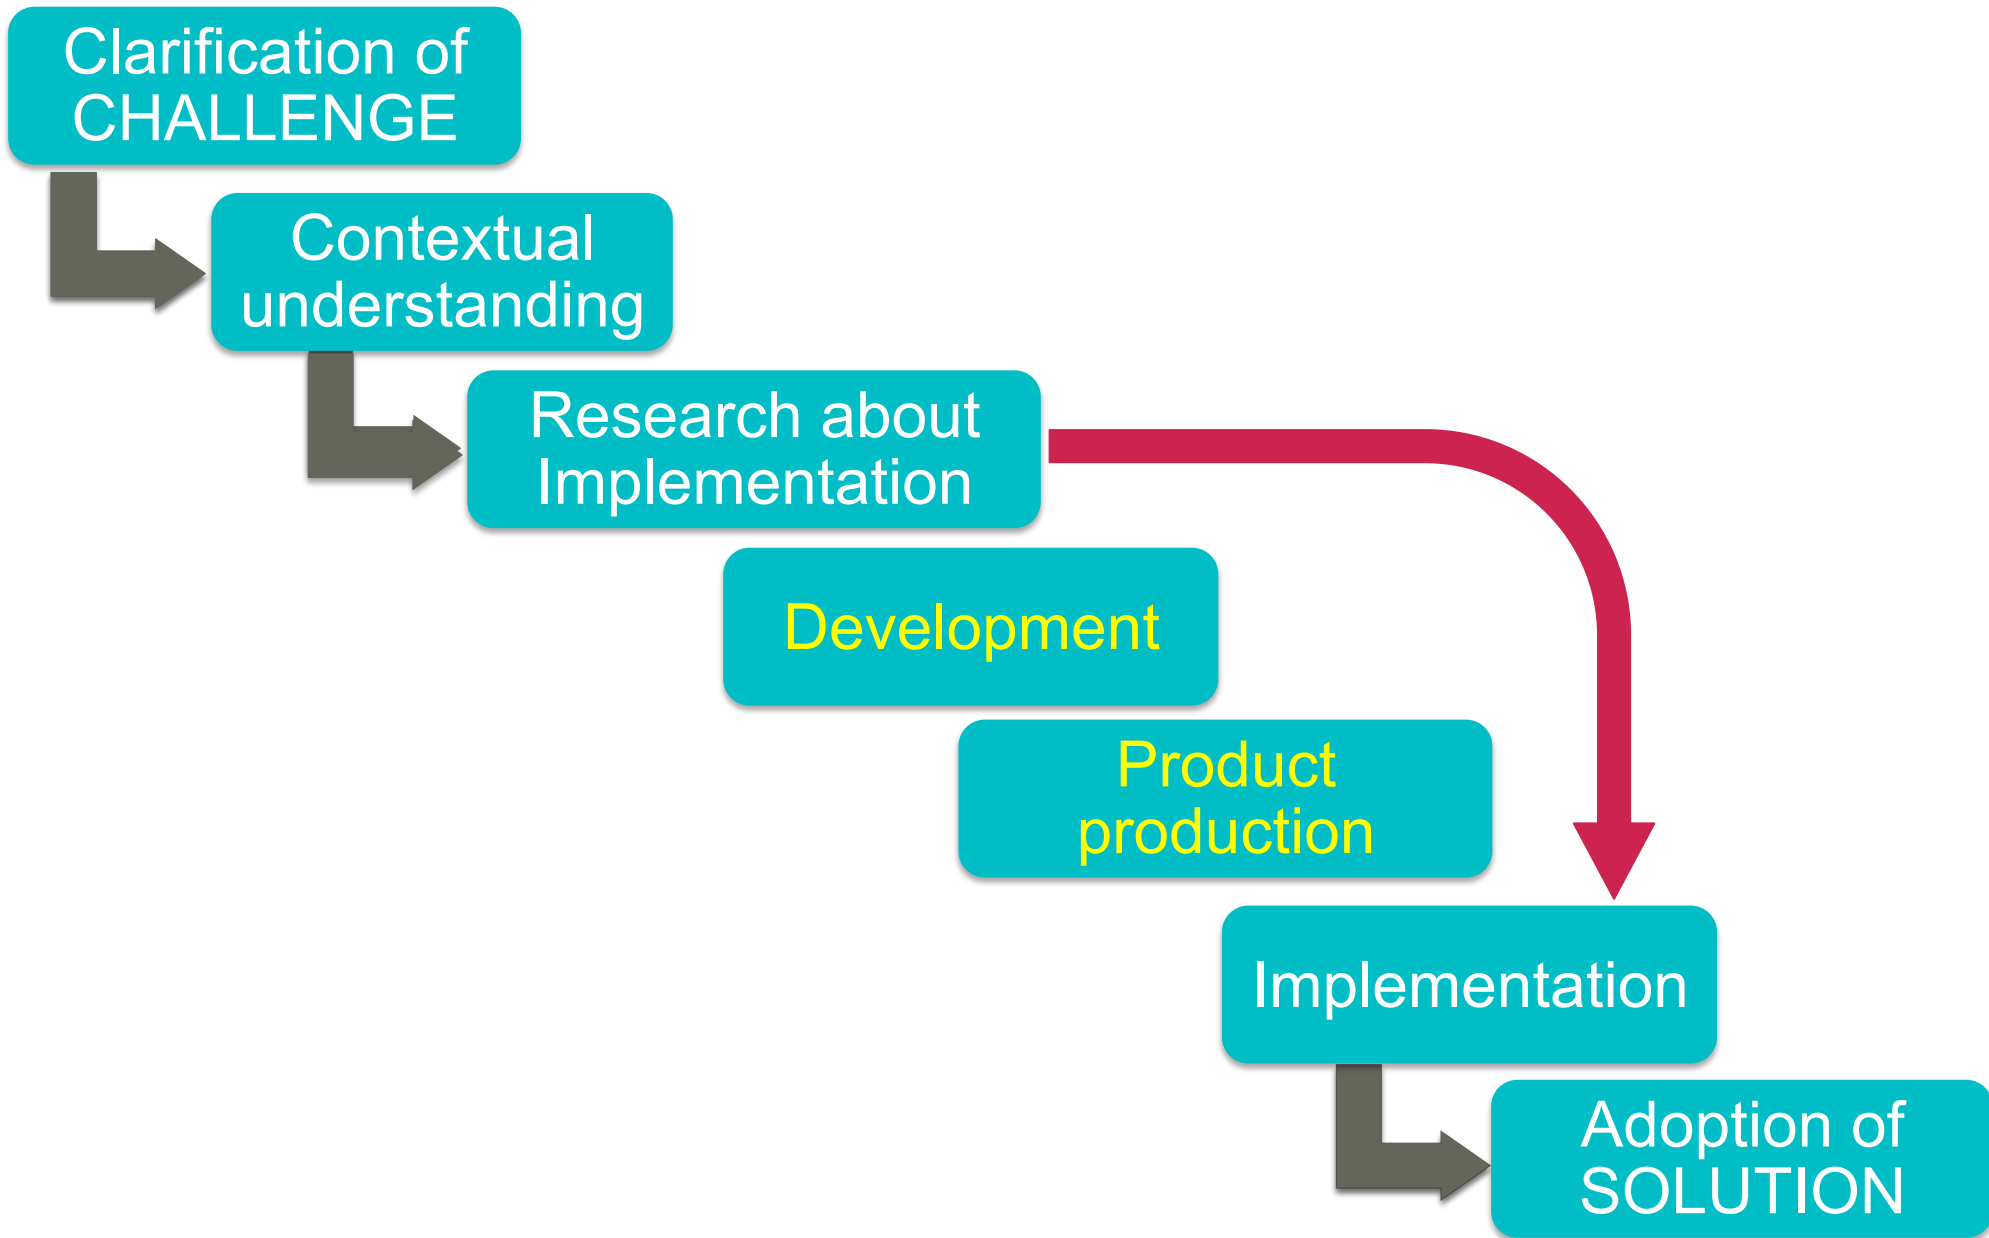 Clarification of
CHALLENGE
Contextual
understanding
Research about
Implementation
Development
Product
production
Implementation
Adoption of
SOLUTION